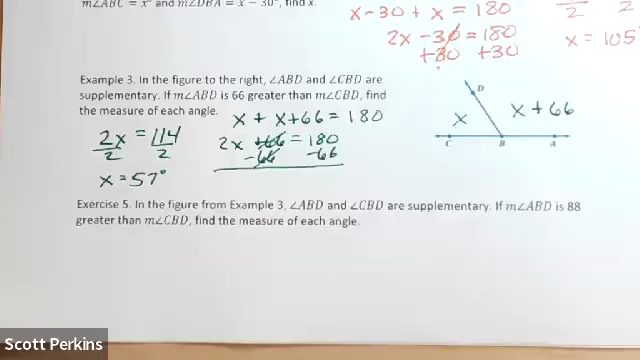 m∠ABC = x° and m∠DBA = x − 30°, find x.
x - 30 + x = 180
2x - 30 = 180
+30 +30
2 2
x = 105°
Example 3. In the figure to the right, ∠ABD and ∠CBD are
supplementary. If m∠ABD is 66 greater than m∠CBD, find
the measure of each angle.
x + x + 66 = 180
2x + 66 = 180
- 66 - 66
2x = 114
2 2
x = 57°
D
x x + 66
C B A
Exercise 5. In the figure from Example 3, ∠ABD and ∠CBD are supplementary. If m∠ABD is 88
greater than m∠CBD, find the measure of each angle.
Scott Perkins